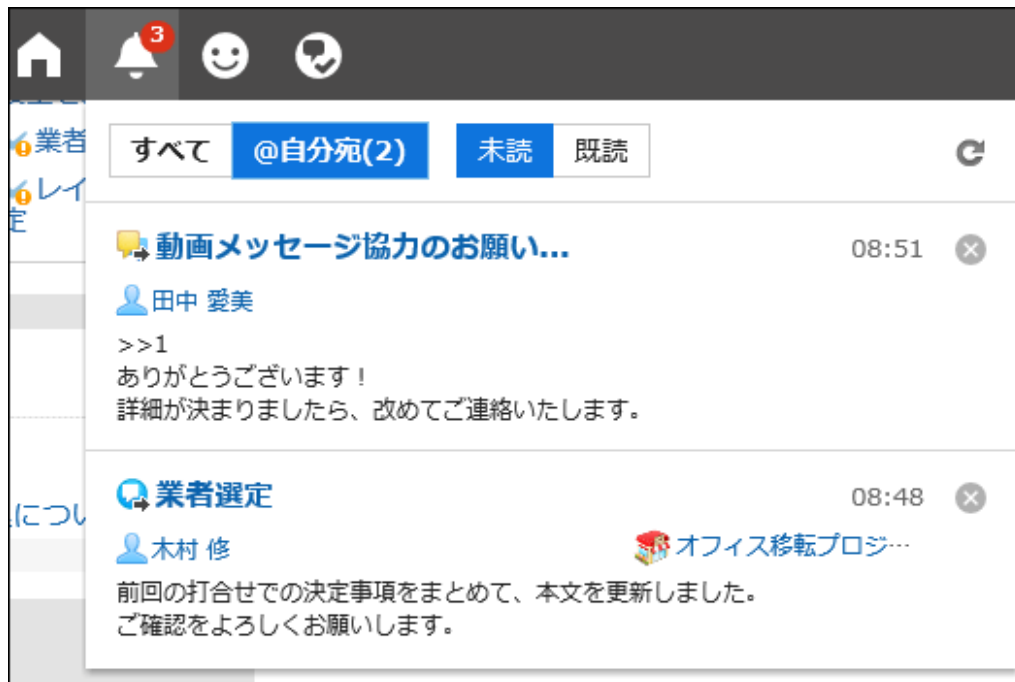 3
業者
レイ
定
すべて @自分宛(2) 未読 既読
動画メッセージ協力のお願い... 08:51
田中 愛美
>>1
ありがとうございます！
詳細が決まりましたら、改めてご連絡いたします。
業者選定 08:48
につい
木村 修 オフィス移転プロジ…
前回の打合せでの決定事項をまとめて、本文を更新しました。
ご確認をよろしくお願いします。